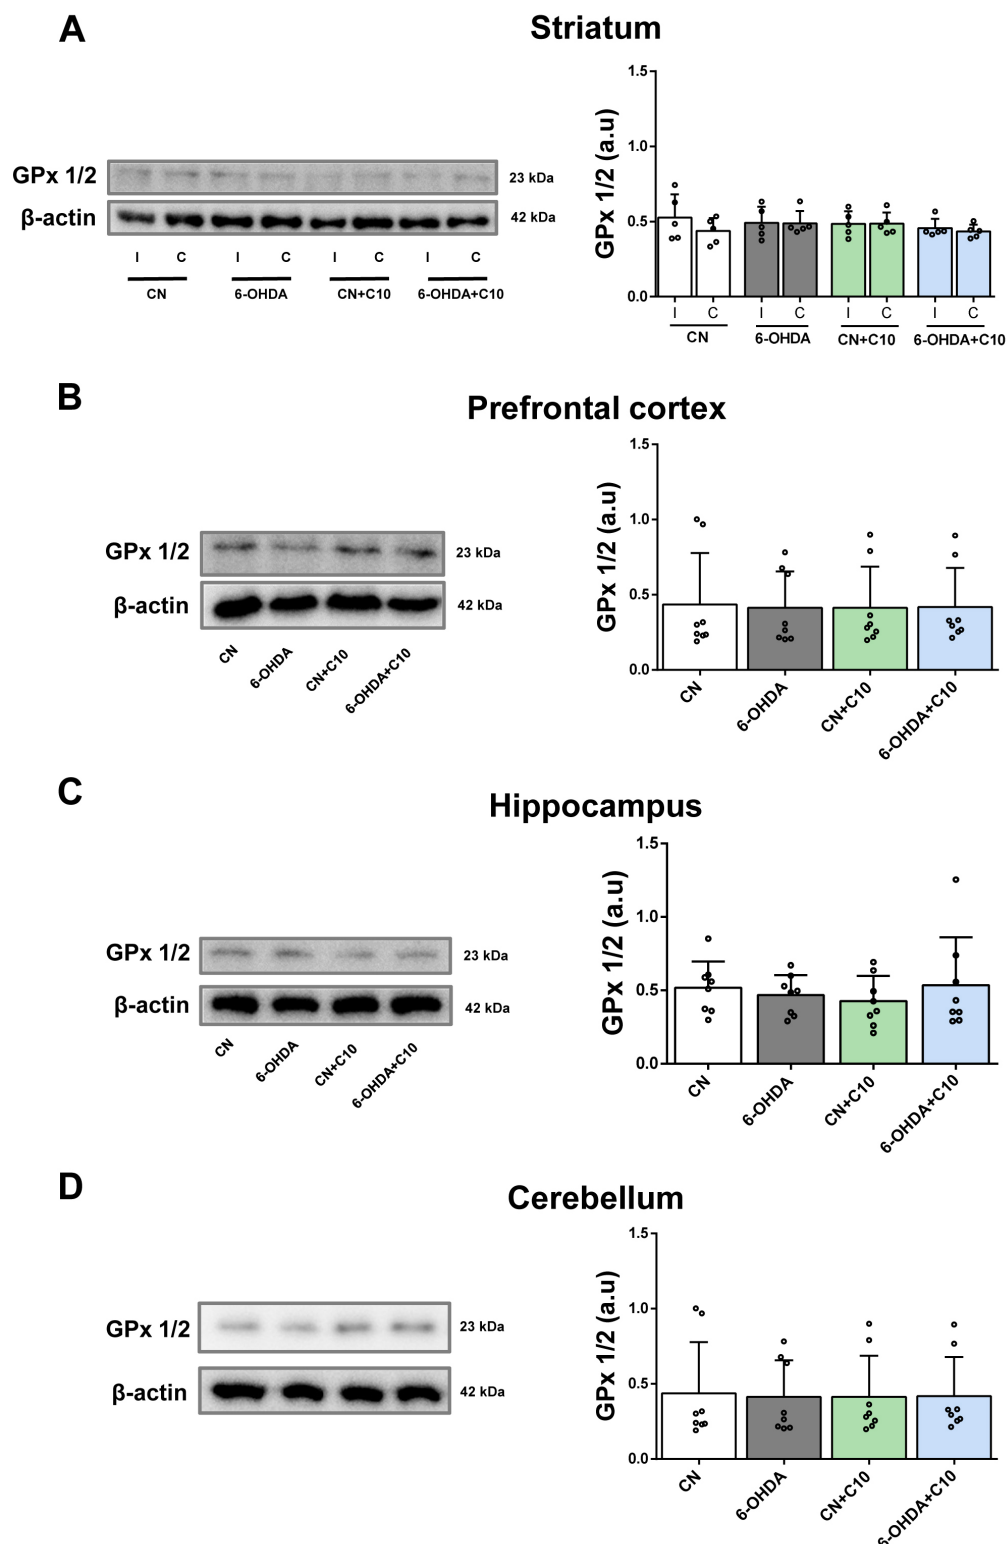 A
Striatum
GPx 1/2
23 kDa
β-actin
42 kDa
I C I C I C I C
CN 6-OHDA CN+C10 6-OHDA+C10
GPx 1/2 (a.u)
1.5
1.0
0.5
0.0
I C I C I C I C
CN 6-OHDA CN+C10 6-OHDA+C10
B
Prefrontal cortex
GPx 1/2
23 kDa
β-actin
42 kDa
CN 6-OHDA CN+C10 6-OHDA+C10
GPx 1/2 (a.u)
1.5
1.0
0.5
0.0
CN 6-OHDA CN+C10 6-OHDA+C10
C
Hippocampus
GPx 1/2
23 kDa
β-actin
42 kDa
CN 6-OHDA CN+C10 6-OHDA+C10
GPx 1/2 (a.u)
1.5
1.0
0.5
0.0
CN 6-OHDA CN+C10 6-OHDA+C10
D
Cerebellum
GPx 1/2
23 kDa
β-actin
42 kDa
GPx 1/2 (a.u)
1.5
1.0
0.5
0.0
CN 6-OHDA CN+C10 6-OHDA+C10